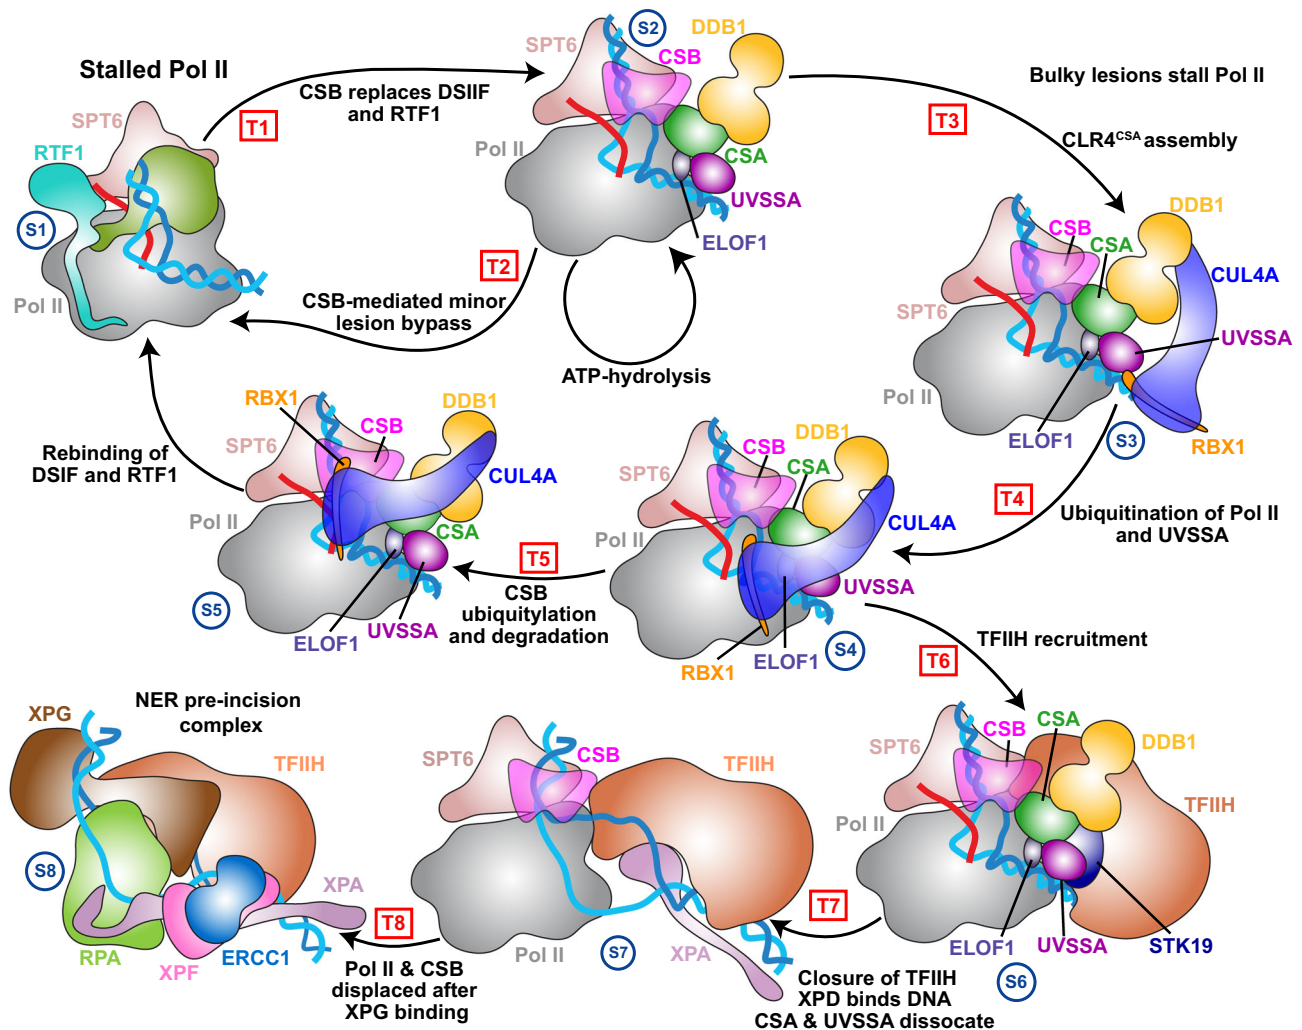 Stalled Pol II
SPT6
RTF1
S1
Pol II
T1
CSB replaces DSIIF
and RTF1
SPT6
S2
CSB
DDB1
Pol II
CSA
UVSSA
ELOF1
T2
CSB-mediated minor
lesion bypass
ATP-hydrolysis
Bulky lesions stall Pol II
T3
CLR4CSA assembly
DDB1
CSB
CSA
CUL4A
SPT6
UVSSA
Pol II
ELOF1
S3
RBX1
T4
Ubiquitination of Pol II
and UVSSA
DDB1
CSB
CSA
SPT6
CUL4A
Pol II
UVSSA
RBX1
ELOF1
S4
T5
CSB
ubiquitylation
and degradation
RBX1
DDB1
CSB
SPT6
CUL4A
Pol II
CSA
S5
ELOF1
UVSSA
Rebinding of
DSIF and RTF1
T6
TFIIH recruitment
CSA
CSB
SPT6
DDB1
TFIIH
Pol II
ELOF1
UVSSA
STK19
S6
T7
Closure of TFIIH
XPD binds DNA
CSA & UVSSA dissocate
SPT6
CSB
TFIIH
Pol II
S7
XPA
T8
Pol II & CSB
displaced after
XPG binding
NER pre-incision
complex
XPG
TFIIH
S8
XPA
RPA
XPF
ERCC1